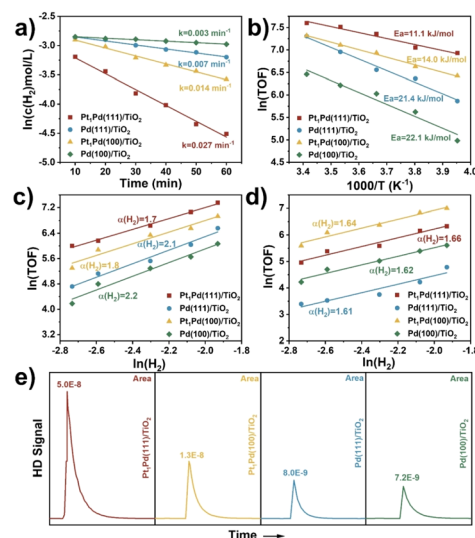 a)
ln(c(H2)mol/L)
-2.5
-3.0
-3.5
-4.0
-4.5
-5.0
k=0.003 min-1
k=0.007 min-1
k=0.014 min-1
k=0.027 min-1
Pt1Pd(111)/TiO2
Pd(111)/TiO2
Pt1Pd(100)/TiO2
Pd(100)/TiO2
10 20 30 40 50 60
Time (min)
b)
ln(TOF)
7.5
7.0
6.5
6.0
5.5
5.0
Ea=11.1 kJ/mol
Ea=14.0 kJ/mol
Ea=21.4 kJ/mol
Ea=22.1 kJ/mol
Pt1Pd(111)/TiO2
Pd(111)/TiO2
Pt1Pd(100)/TiO2
Pd(100)/TiO2
3.4 3.5 3.6 3.7 3.8 3.9 4.0
1000/T (K-1)
c)
ln(TOF)
7.2
6.4
5.6
4.8
4.0
3.2
α(H2)=1.7
α(H2)=2.1
α(H2)=1.8
α(H2)=2.2
Pt1Pd(111)/TiO2
Pd(111)/TiO2
Pt1Pd(100)/TiO2
Pd(100)/TiO2
-2.8 -2.6 -2.4 -2.2 -2.0 -1.8
ln(H2)
d)
ln(TOF)
7
6
5
4
3
2
α(H2)=1.64
α(H2)=1.66
α(H2)=1.62
α(H2)=1.61
Pt1Pd(111)/TiO2
Pd(111)/TiO2
Pt1Pd(100)/TiO2
Pd(100)/TiO2
-2.8 -2.6 -2.4 -2.2 -2.0 -1.8
ln(H2)
e)
HD Signal
Area
5.0E-8
Pt1Pd(111)/TiO2
Area
1.3E-8
Pt1Pd(100)/TiO2
Area
8.0E-9
Pd(111)/TiO2
Area
7.2E-9
Pd(100)/TiO2
Time